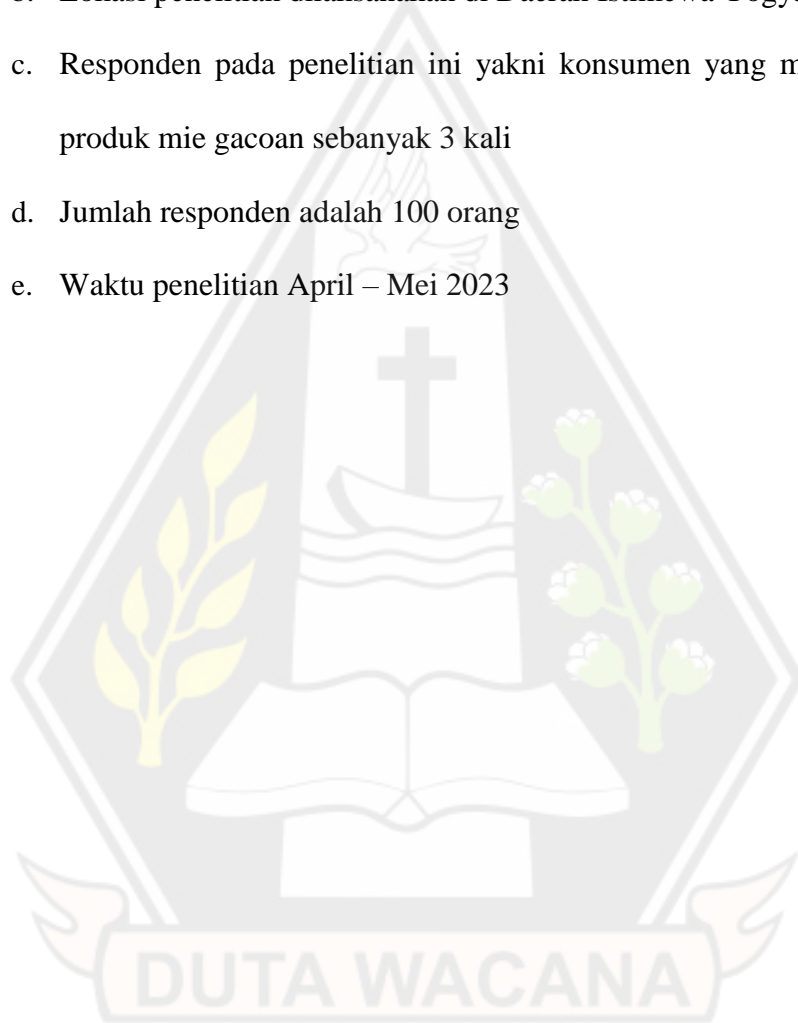 c. Responden pada penelitian ini yakni konsumen yang
produk mie gacoan sebanyak 3 kali
d. Jumlah responden adalah 100 orang
e. Waktu penelitian April – Mei 2023
DUTA WACANA